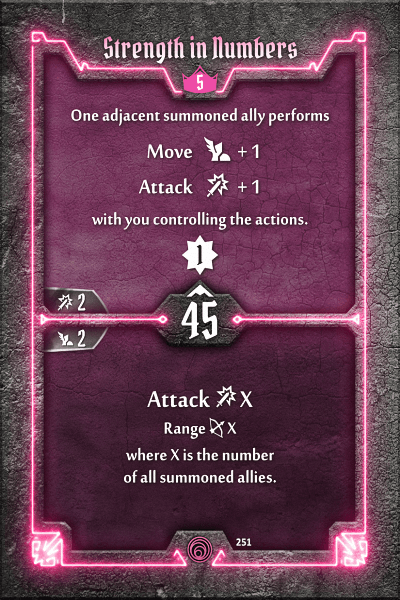 Strength in Numbers
5
One adjacent summoned ally performs
Move +1
Attack +1
with you controlling the actions.
1
2
45
2
Attack X
Range X
where X is the number
of all summoned allies.
251